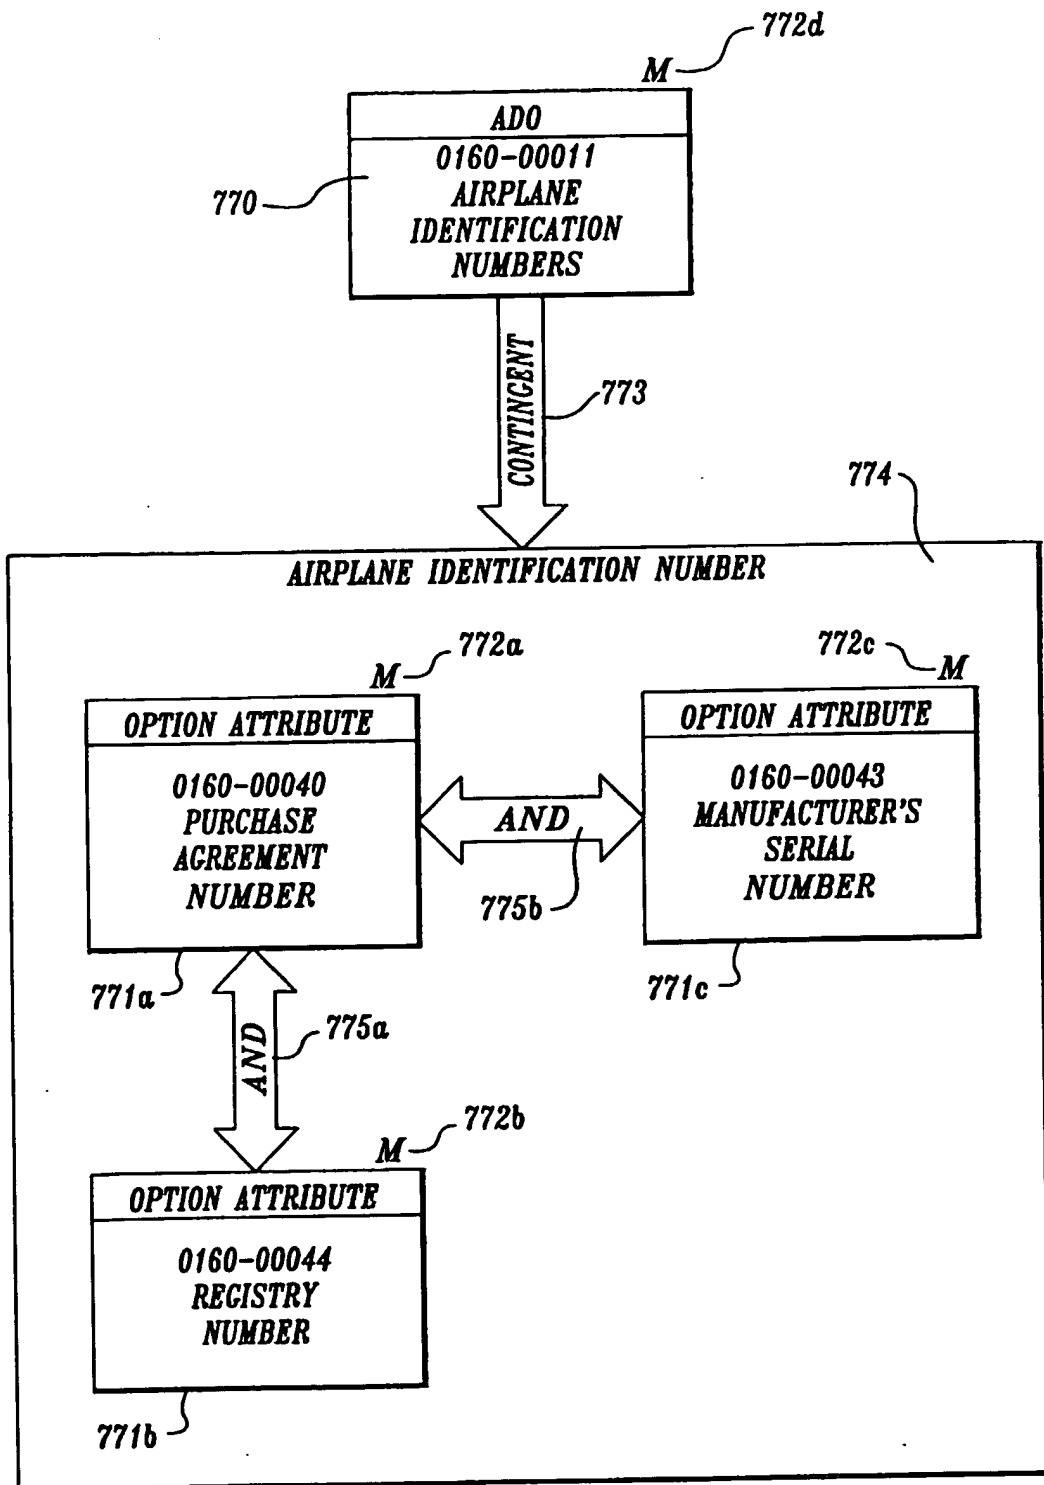 772d
M
ADO
0160-00011
AIRPLANE
IDENTIFICATION
NUMBERS
770
CONTINGENT
773
774
AIRPLANE IDENTIFICATION NUMBER
772a
M
OPTION ATTRIBUTE
0160-00040
PURCHASE
AGREEMENT
NUMBER
771a
AND
775b
772c
M
OPTION ATTRIBUTE
0160-00043
MANUFACTURER'S
SERIAL
NUMBER
771c
AND
775a
772b
M
OPTION ATTRIBUTE
0160-00044
REGISTRY
NUMBER
771b